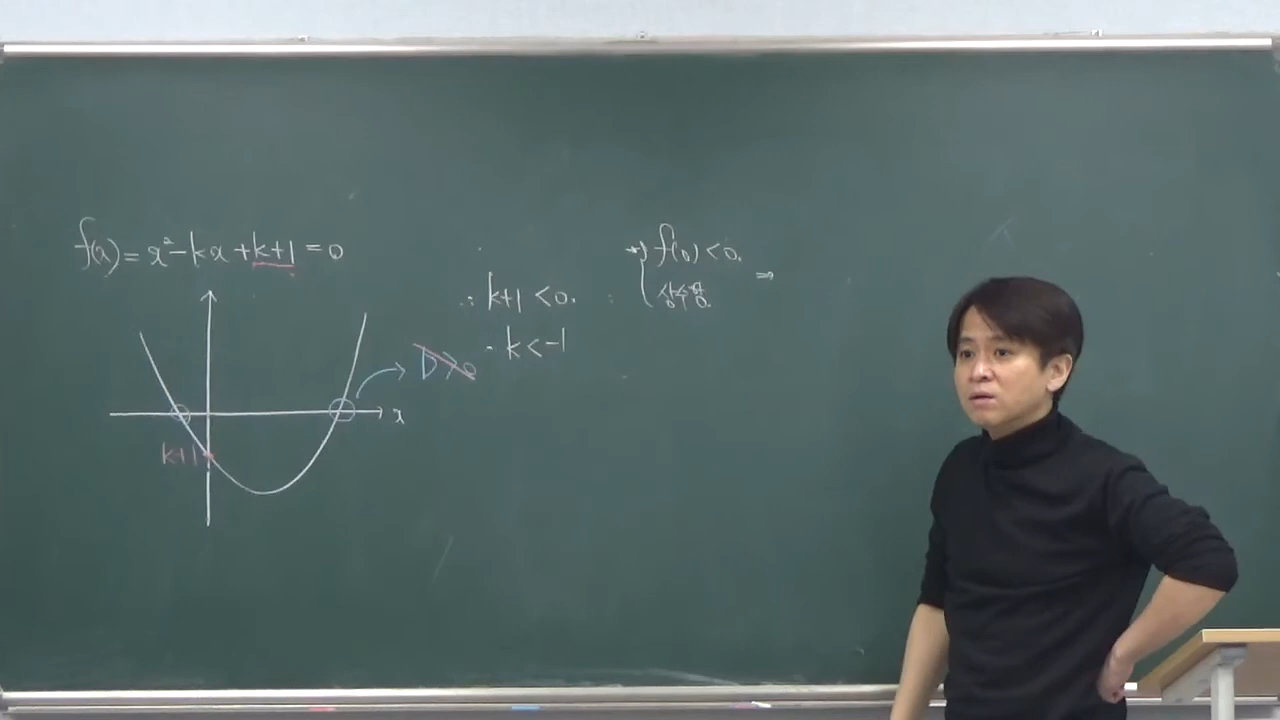 f(x) = x² - kx + k+1 = 0
∴ k+1 < 0.
- k < -1
D ≥ 0
x
k+1
f(0) < 0.
상수항
⇒